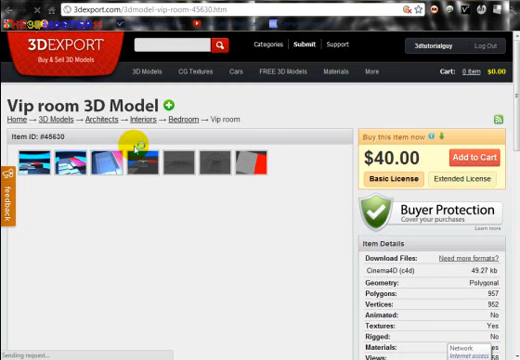 3dexport.com/3dmodel-vip-room-45630.htm
3DEXPORT
Buy & Sell 3D Models
Categories Submit Support
3dtutorialguy Log Out
3D Models CG Textures Cars FREE 3D Models Materials More
Cart: 0 item $0.00
Vip room 3D Model
Home → 3D Models → Architects → Interiors → Bedroom → Vip room
Item ID: #45630
Buy this item now
$40.00 Add to Cart
Basic License Extended License
Buyer Protection
Cover your purchases
Learn more
feedback
Item Details
Download Files: Need more formats?
Cinema4D (c4d) 49.27 kb
Geometry: Polygonal
Polygons: 957
Vertices: 952
Animated: No
Textures: Yes
Rigged: No
Materials:
Views:
Network
Internet access
Sending request...